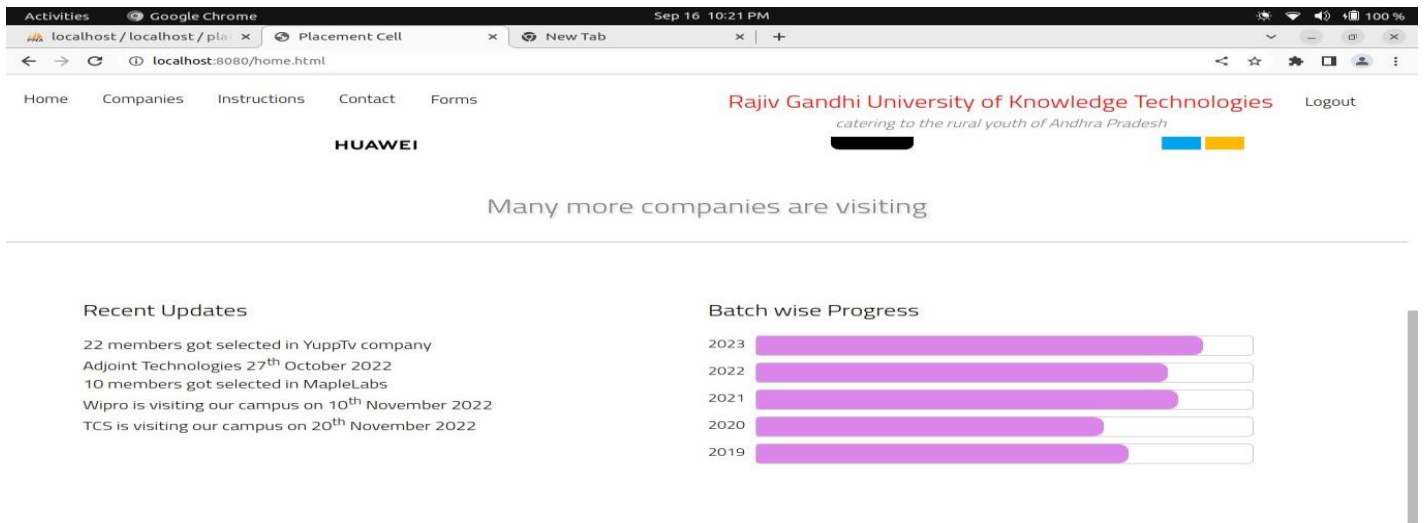 Activities Google Chrome Sep 16 10:21 PM 100 %
localhost / localhost / pla Placement Cell New Tab
localhost:8080/home.html
Home Companies Instructions Contact Forms Rajiv Gandhi University of Knowledge Technologies Logout
catering to the rural youth of Andhra Pradesh
HUAWEI
Many more companies are visiting
Recent Updates
22 members got selected in YuppTv company
Adjoint Technologies 27th October 2022
10 members got selected in MapleLabs
Wipro is visiting our campus on 10th November 2022
TCS is visiting our campus on 20th November 2022
Batch wise Progress
2023
2022
2021
2020
2019